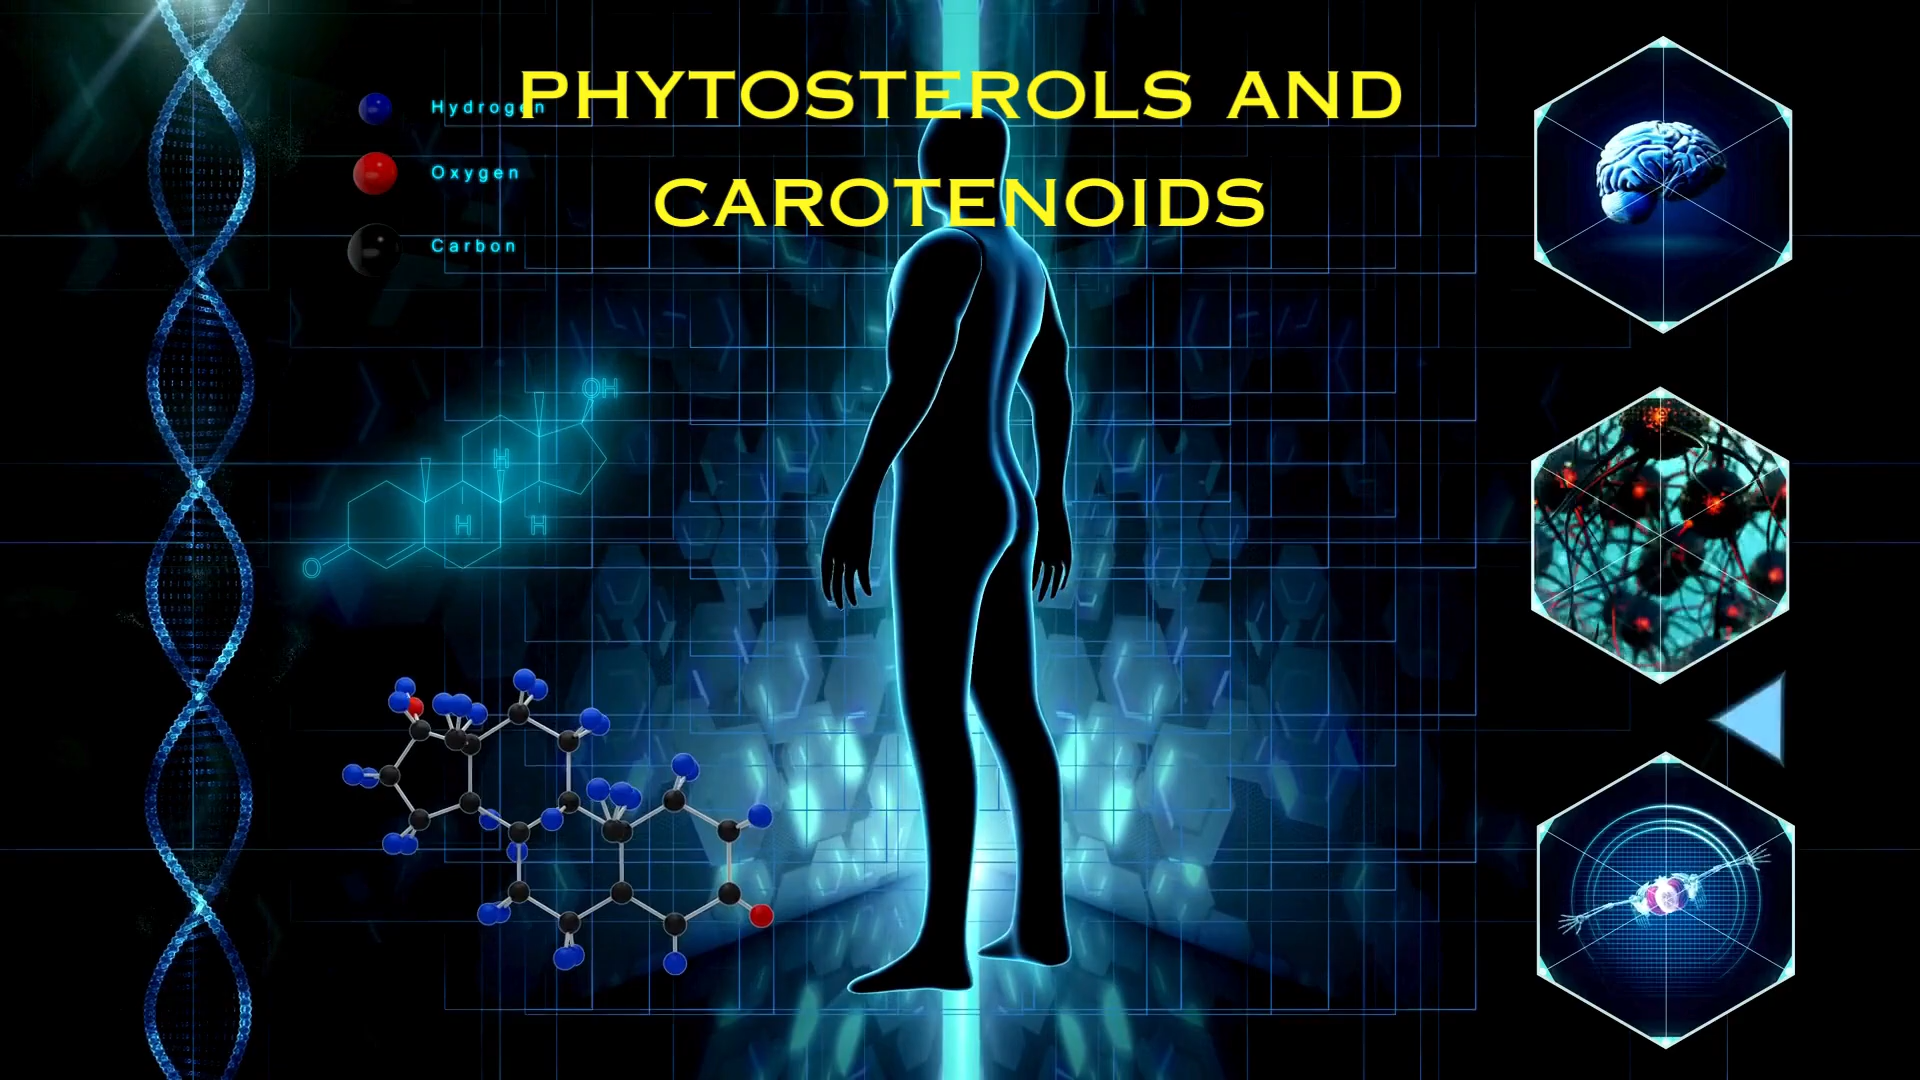 PHYTOSTEROLS AND
CAROTENOIDS
Hydrogen
Oxygen
Carbon
OH
H
H
H
O